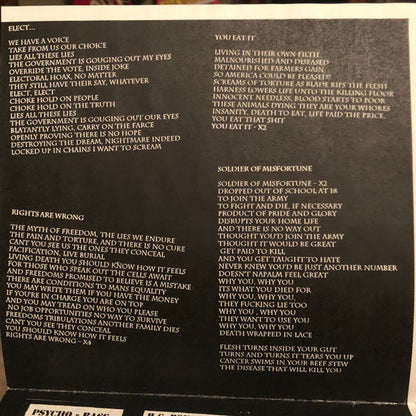 ELECT...
WE HAVE A VOICE
TAKE FROM US OUR CHOICE
LIES ALL THESE LIES
THE GOVERNMENT IS GOUGING OUT MY EYES
OVERRIDE THE VOTE, INSIDE JOKE
ELECTORAL HOAX, NO MATTER
THEY STILL HAVE THEIR SAY, WHATEVER
ELECT, ELECT
CHOKE HOLD ON PEOPLE
CHOKE HOLD ON THE TRUTH
LIES ALL THESE LIES
THE GOVERNMENT IS GOUGING OUT OUR EYES
BLATANTLY LYING, CARRY ON THE FARCE
OPENLY PROVING THERE IS NO HOPE
DESTROYING THE DREAM, NIGHTMARE INDEED
LOCKED UP IN CHAINS I WANT TO SCREAM
RIGHTS ARE WRONG
THE MYTH OF FREEDOM, THE LIES WE ENDURE
THE PAIN AND TORTURE, AND THERE IS NO CURE
CANT YOU SEE US THE ONES THEY CONCEAL
PACIFICATION, LIVE BURIAL
LIVING DEATH YOU SHOULD KNOW HOW IT FEELS
FOR THOSE WHO SPEAK OUT THE CELLS AWAIT
AND FREEDOMS PROMISED TO BELIEVE IS A MISTAKE
THERE ARE CONDITIONS TO MANS EQUALITY
YOU MAY WRITE THEM IF YOU HAVE THE MONEY
IF YOU'RE IN CHARGE YOU ARE ON TOP
AND YOU MAY TREAD ON WHO YOU PLEASE
NO JOB OPPORTUNITIES NO WAY TO SURVIVE
FREEDOMS TRIBULATIONS ANOTHER FAMILY DIES
CANT YOU SEE THEY CONCEAL
YOU SHOULD KNOW HOW IT FEELS
RIGHTS ARE WRONG - X4
YOU EAT IT
LIVING IN THEIR OWN FILTH
MALNOURISHED AND DISEASED
DETAINED FOR FARMERS GAIN,
SO AMERICA COULD BE PLEASED?
SCREAMS OF TORTURE AS BLADE RIPS THE FLESH
HARNESS LOWERS LIFE UNTO THE KILLING FLOOR
INNOCENT NEEDLESS, BLOOD STARTS TO POOR
THESE ANIMALS DYING THEY ARE YOUR WHORES
INSANITY, DEATH TO EAT, LIFE PAID THE PRICE,
YOU EAT THAT SHIT
YOU EAT IT - X2
SOLDIER OF MISFORTUNE
SOLDIER OF MISFORTUNE - X2
DROPPED OUT OF SCHOOL AT 18
TO JOIN THE ARMY
TO FIGHT AND DIE, IF NECESSARY
PRODUCT OF PRIDE AND GLORY
DISRUPTS YOUR HOME LIFE
AND THERE IS NO WAY OUT
THOUGHT YOU'D JOIN THE ARMY
THOUGHT IT WOULD BE GREAT
GET PAID TO KILL
AND YOU GET TAUGHT TO HATE
NEVER KNEW YOU'D BE JUST ANOTHER NUMBER
DOESN'T NAPALM FEEL GREAT
WHY YOU, WHY YOU
ITS WHAT YOU DIED FOR
WHY YOU, WHY YOU,
THEY FUCKING LIE TOO
WHY YOU , WHY YOU
THEY WANT TO USE YOU
WHY YOU, WHY YOU,
DEATH WRAPPED IN LACE
FLESH TURNS INSIDE YOUR GUT
TURNS AND TURNS IT TEARS YOU UP
CANCER SWIMS IN YOUR BEEF STEW
THE DISEASE THAT WILL KILL YOU
PSYCHO - BASS